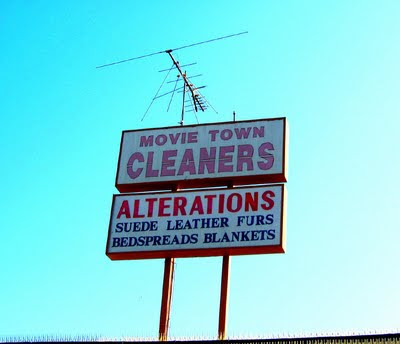 MOVIE TOWN
CLEANERS
ALTERATIONS
SUEDE LEATHER FURS
BEDSPREADS BLANKETS